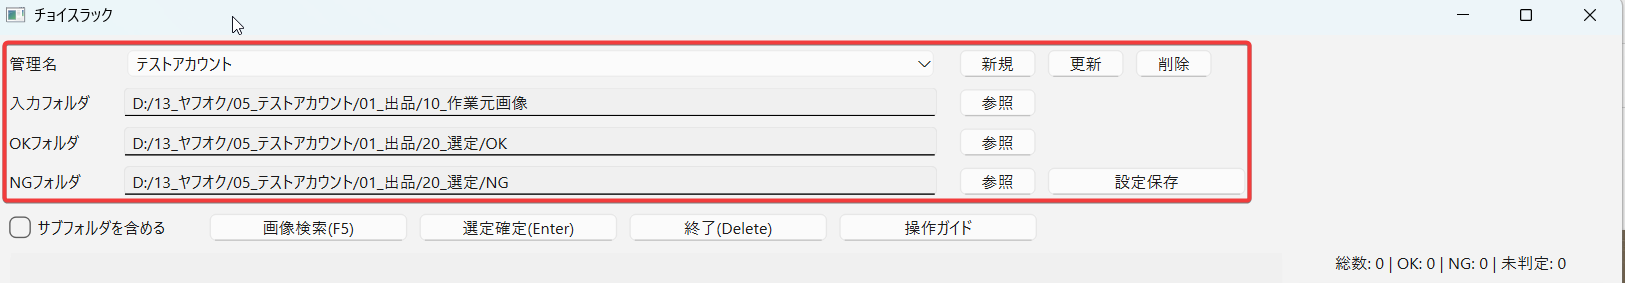 チョイスラック
管理名 テストアカウント 新規 更新 削除
入力フォルダ D:/13_ヤフオク/05_テストアカウント/01_出品/10_作業元画像 参照
OKフォルダ D:/13_ヤフオク/05_テストアカウント/01_出品/20_選定/OK 参照
NGフォルダ D:/13_ヤフオク/05_テストアカウント/01_出品/20_選定/NG 参照 設定保存
サブフォルダを含める 画像検索(F5) 選定確定(Enter) 終了(Delete) 操作ガイド
総数: 0 | OK: 0 | NG: 0 | 未判定: 0